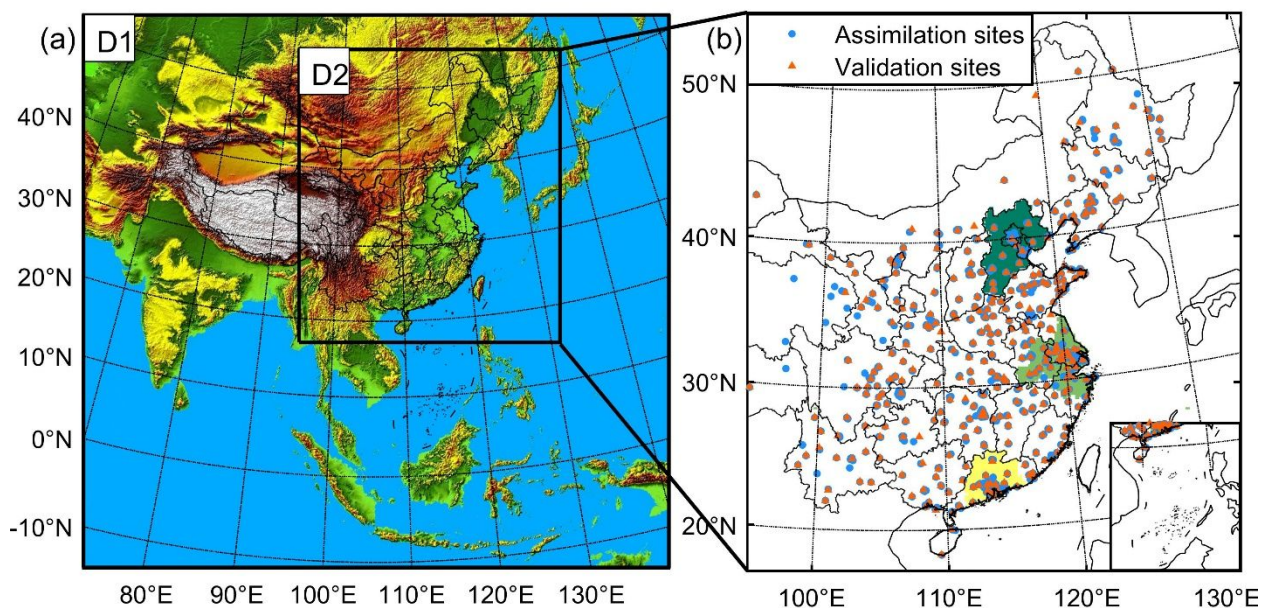 (a)
D1
D2
40°N
30°N
20°N
10°N
0°N
-10°N
80°E
90°E
100°E
110°E
120°E
130°E
(b)
Assimilation sites
Validation sites
50°N
40°N
30°N
20°N
100°E
110°E
120°E
130°E